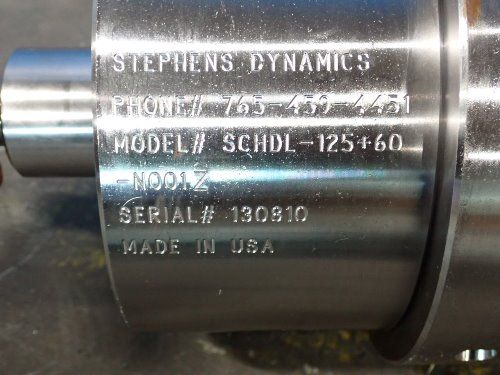 STEPHENS DYNAMICS
PHONE# 765-459-4451
MODEL# SCHDL-125+60
-N001Z
SERIAL# 130810
MADE IN USA